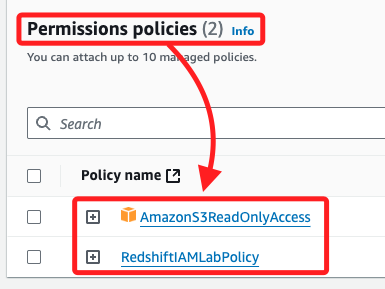 Permissions policies (2) Info
You can attach up to 10 managed policies.
Search
Policy name
AmazonS3ReadOnlyAccess
RedshiftIAMLabPolicy